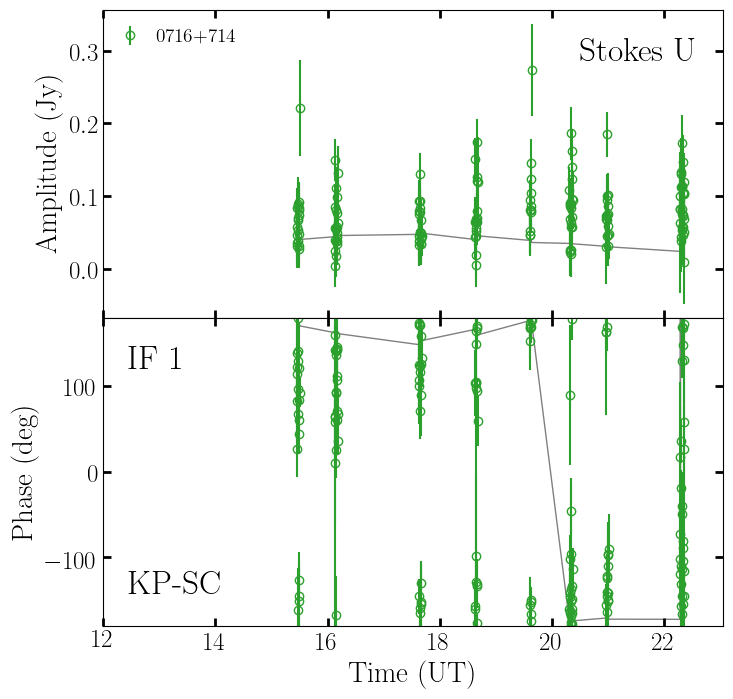 0716+714
Stokes U
0.3
0.2
0.1
0.0
Amplitude (Jy)
IF 1
100
0
−100
Phase (deg)
KP-SC
12 14 16 18 20 22
Time (UT)